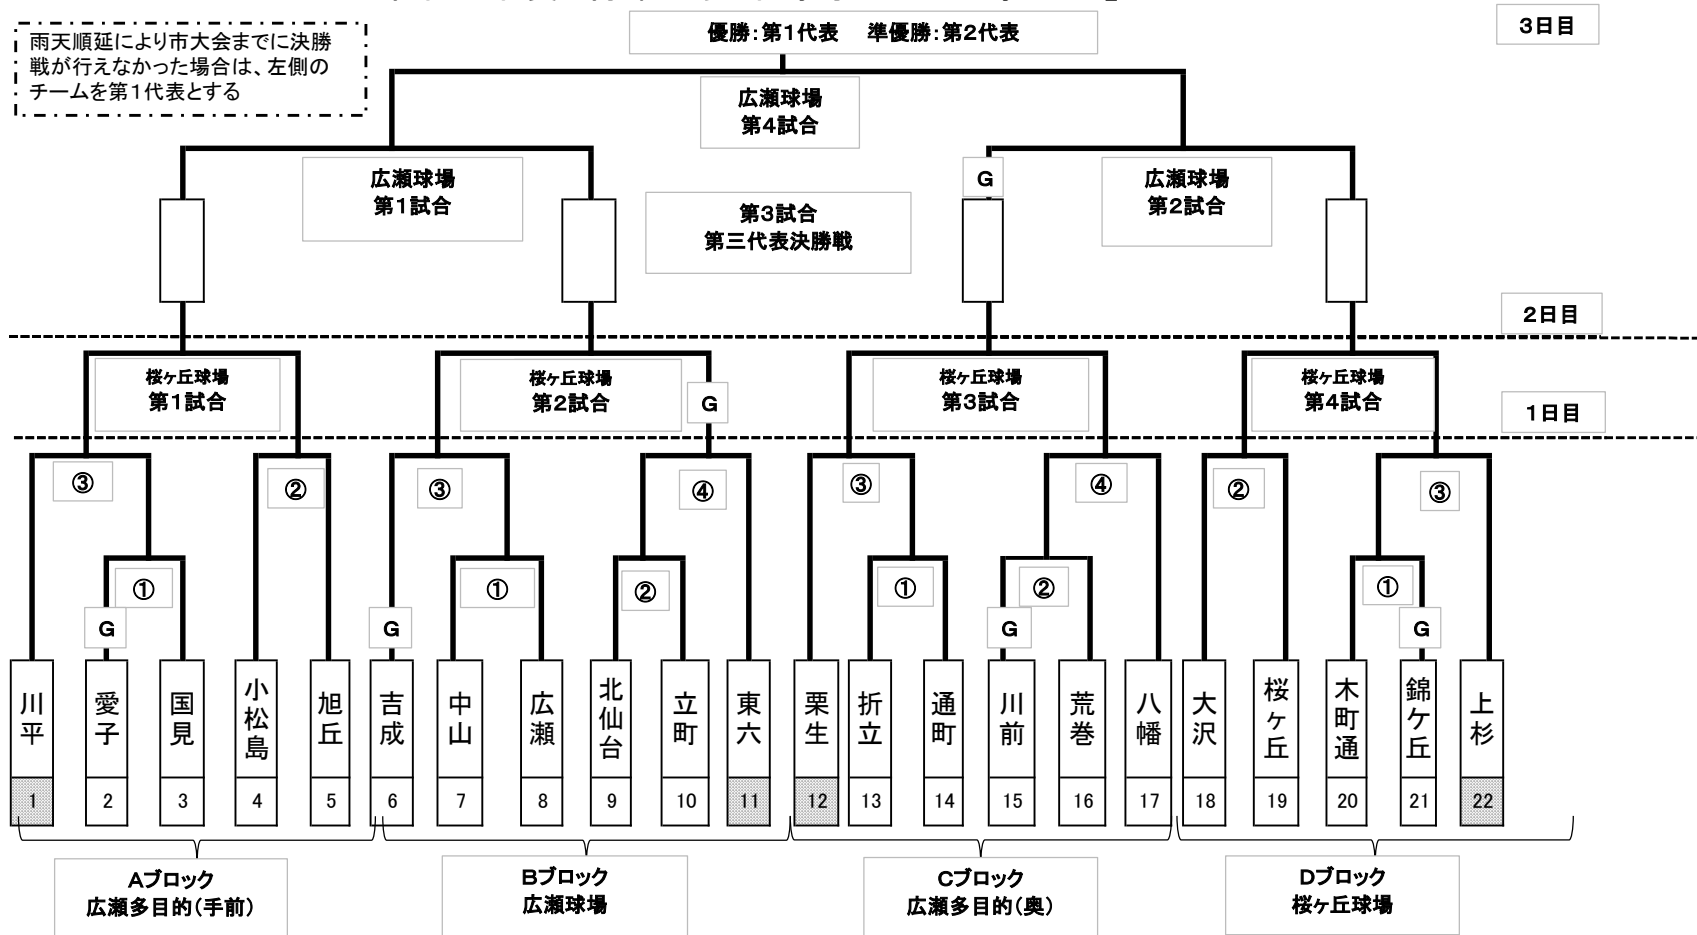 雨天順延により市大会までに決勝
戦が行えなかった場合は、左側の
チームを第1代表とする
優勝:第1代表　準優勝:第2代表
3日目
広瀬球場
第4試合
広瀬球場
第1試合
第3試合
第三代表決勝戦
G
広瀬球場
第2試合
2日目
桜ヶ丘球場
第1試合
桜ヶ丘球場
第2試合
G
桜ヶ丘球場
第3試合
桜ヶ丘球場
第4試合
1日目
③
②
③
④
③
④
②
③
①
①
②
①
②
①
G
G
G
G
川平
愛子
国見
小松島
旭丘
吉成
中山
広瀬
北仙台
立町
東六
栗生
折立
通町
川前
荒巻
八幡
大沢
桜ヶ丘
木町通
錦ケ丘
上杉
1 2 3 4 5 6 7 8 9 10 11 12 13 14 15 16 17 18 19 20 21 22
Aブロック
広瀬多目的(手前)
Bブロック
広瀬球場
Cブロック
広瀬多目的(奥)
Dブロック
桜ヶ丘球場